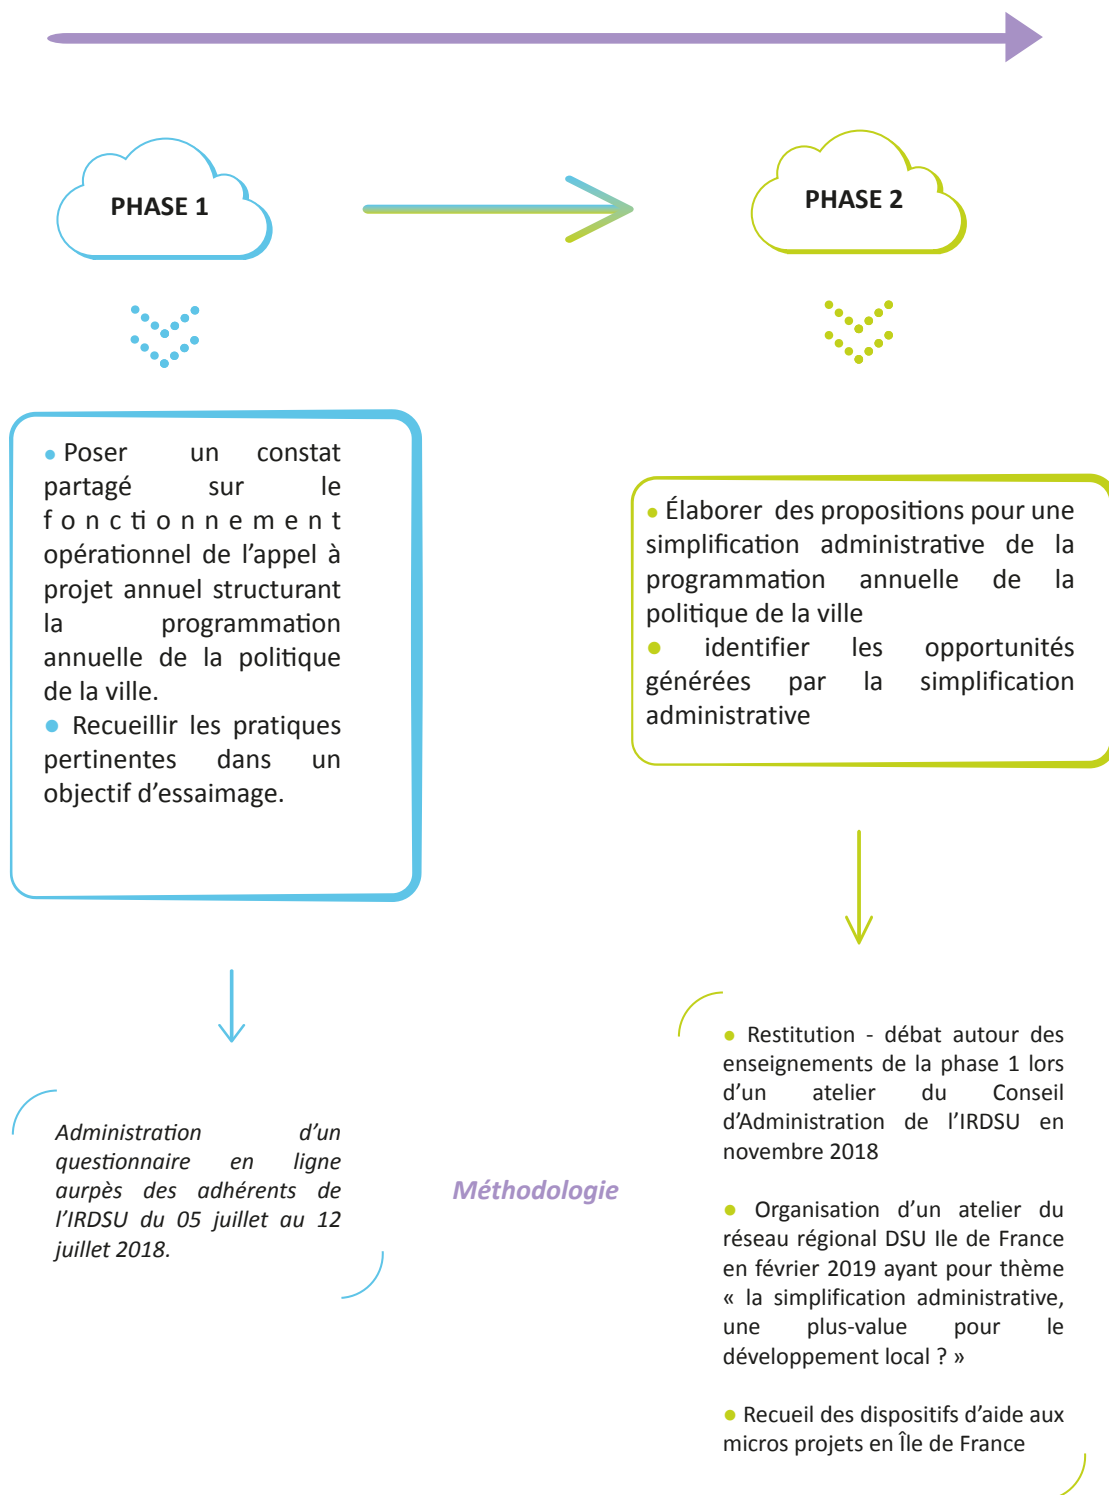 PHASE 1
PHASE 2
• Poser un constat
partagé sur le
fonctionnement
opérationnel de l'appel à
projet annuel structurant
la programmation
annuelle de la politique
de la ville.
• Recueillir les pratiques
pertinentes dans un
objectif d'essaimage.
• Élaborer des propositions pour une
simplification administrative de la
programmation annuelle de la
politique de la ville
• identifier les opportunités
générées par la simplification
administrative
Administration d'un
questionnaire en ligne
aurpès des adhérents de
l'IRDSU du 05 juillet au 12
juillet 2018.
Méthodologie
• Restitution - débat autour des
enseignements de la phase 1 lors
d'un atelier du Conseil
d'Administration de l'IRDSU en
novembre 2018
• Organisation d'un atelier du
réseau régional DSU Ile de France
en février 2019 ayant pour thème
« la simplification administrative,
une plus-value pour le
développement local ? »
• Recueil des dispositifs d'aide aux
micros projets en Île de France